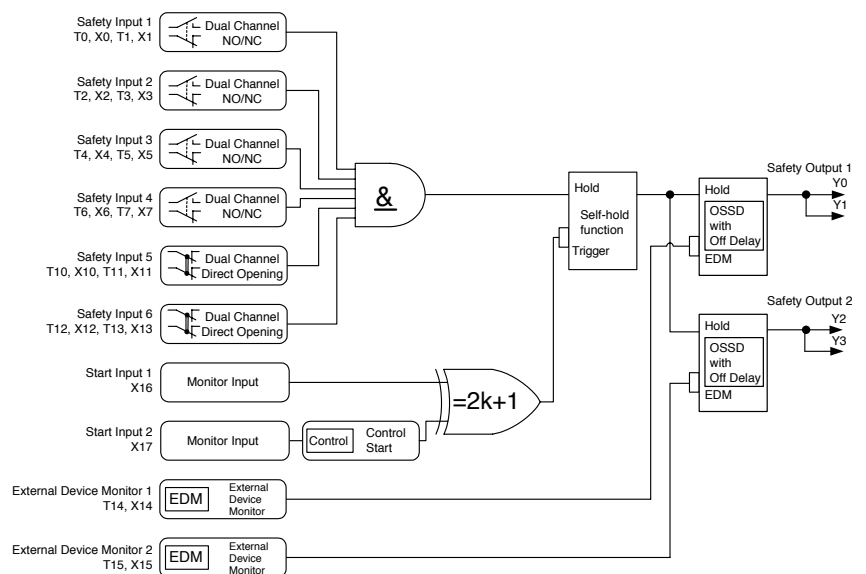 Safety Input 1
T0, X0, T1, X1
Dual Channel
NO/NC
Safety Input 2
T2, X2, T3, X3
Dual Channel
NO/NC
Safety Input 3
T4, X4, T5, X5
Dual Channel
NO/NC
Safety Input 4
T6, X6, T7, X7
Dual Channel
NO/NC
Safety Input 5
T10, X10, T11, X11
Dual Channel
Direct Opening
Safety Input 6
T12, X12, T13, X13
Dual Channel
Direct Opening
Start Input 1
X16
Monitor Input
Start Input 2
X17
Monitor Input
Control
Control
Start
External Device Monitor 1
T14, X14
EDM
External
Device
Monitor
External Device Monitor 2
T15, X15
EDM
External
Device
Monitor
&
=2k+1
Hold
Self-hold
function
Trigger
Safety Output 1
Hold
OSSD
with
Off Delay
EDM
Y0
Y1
Safety Output 2
Hold
OSSD
with
Off Delay
EDM
Y2
Y3